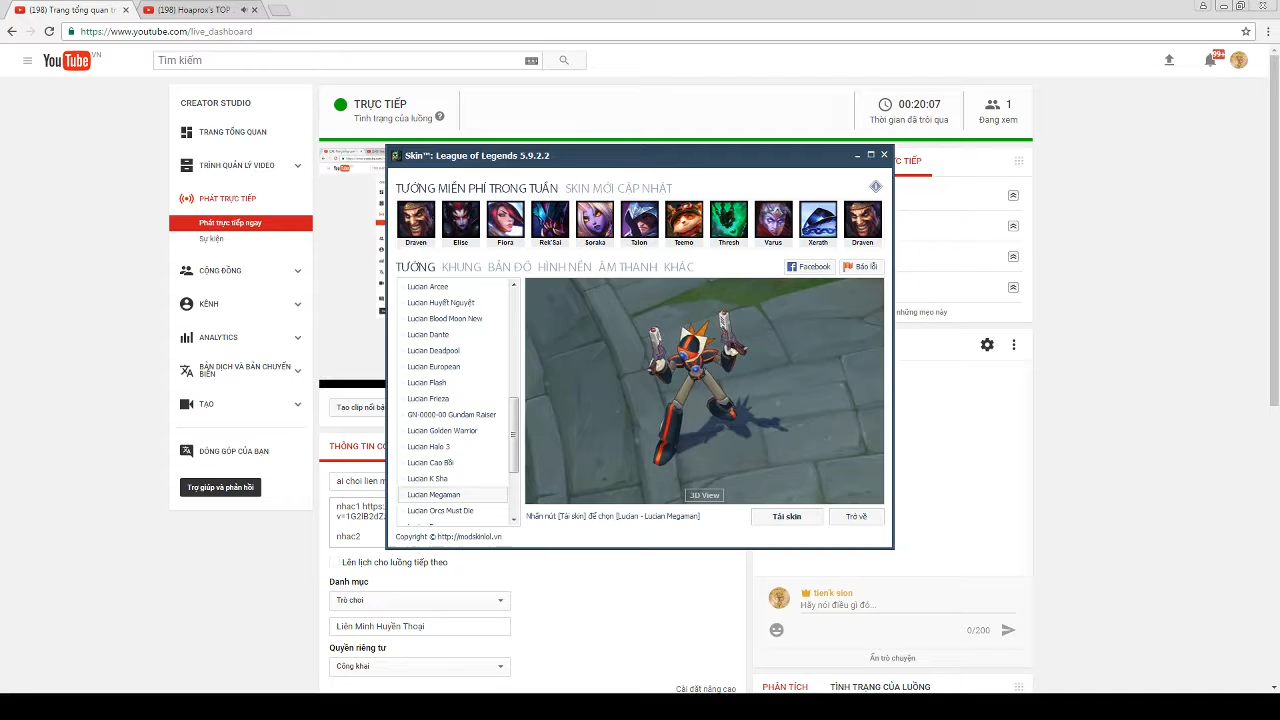 (198) Trang tổng quan tr
(198) Hoaprox's TOP
https://www.youtube.com/live_dashboard
YouTube VN
Tìm kiếm
99+
CREATOR STUDIO
TRANG TỔNG QUAN
TRÌNH QUẢN LÝ VIDEO
PHÁT TRỰC TIẾP
Phát trực tiếp ngay
Sự kiện
CỘNG ĐỒNG
KÊNH
ANALYTICS
BẢN DỊCH VÀ BẢN CHUYỂN
BIÊN
TẠO
ĐÓNG GÓP CỦA BẠN
Trợ giúp và phản hồi
TRỰC TIẾP
Tình trạng của luồng
00:20:07
Thời gian đã trôi qua
1
Đang xem
Skin™: League of Legends 5.9.2.2
TƯỚNG MIỄN PHÍ TRONG TUẦN SKIN MỚI CẬP NHẬT
Draven Elise Fiora Rek'Sai Soraka Talon Teemo Thresh Varus Xerath Draven
TƯỚNG KHUNG BẢN ĐỒ HÌNH NỀN ÂM THANH KHÁC
Facebook
Báo lỗi
Lucian Arcee
Lucian Huyết Nguyệt
Lucian Blood Moon New
Lucian Dante
Lucian Deadpool
Lucian European
Lucian Flash
Lucian Frieza
GN-0000-00 Gundam Raiser
Lucian Golden Warrior
Lucian Halo 3
Lucian Cao Bồi
Lucian K Sha
Lucian Megaman
Lucian Orcs Must Die
3D View
Nhấn nút [Tải skin] để chọn [Lucian - Lucian Megaman]
Tải skin
Trở về
Copyright © http://modskinlol.vn
ỰC TIẾP
những mẹo này
Tạo clip nổi bậ
THÔNG TIN CƠ
ai choi lien m
nhac1 https:
v=1G2lB2dZ
nhac2
Lên lịch cho luồng tiếp theo
Danh mục
Trò chơi
Liên Minh Huyền Thoại
Quyền riêng tư
Công khai
Cài đặt nâng cao
tien'k sion
Hãy nói điều gì đó...
0/200
Ẩn trò chuyện
PHÂN TÍCH
TÌNH TRẠNG CỦA LUỒNG